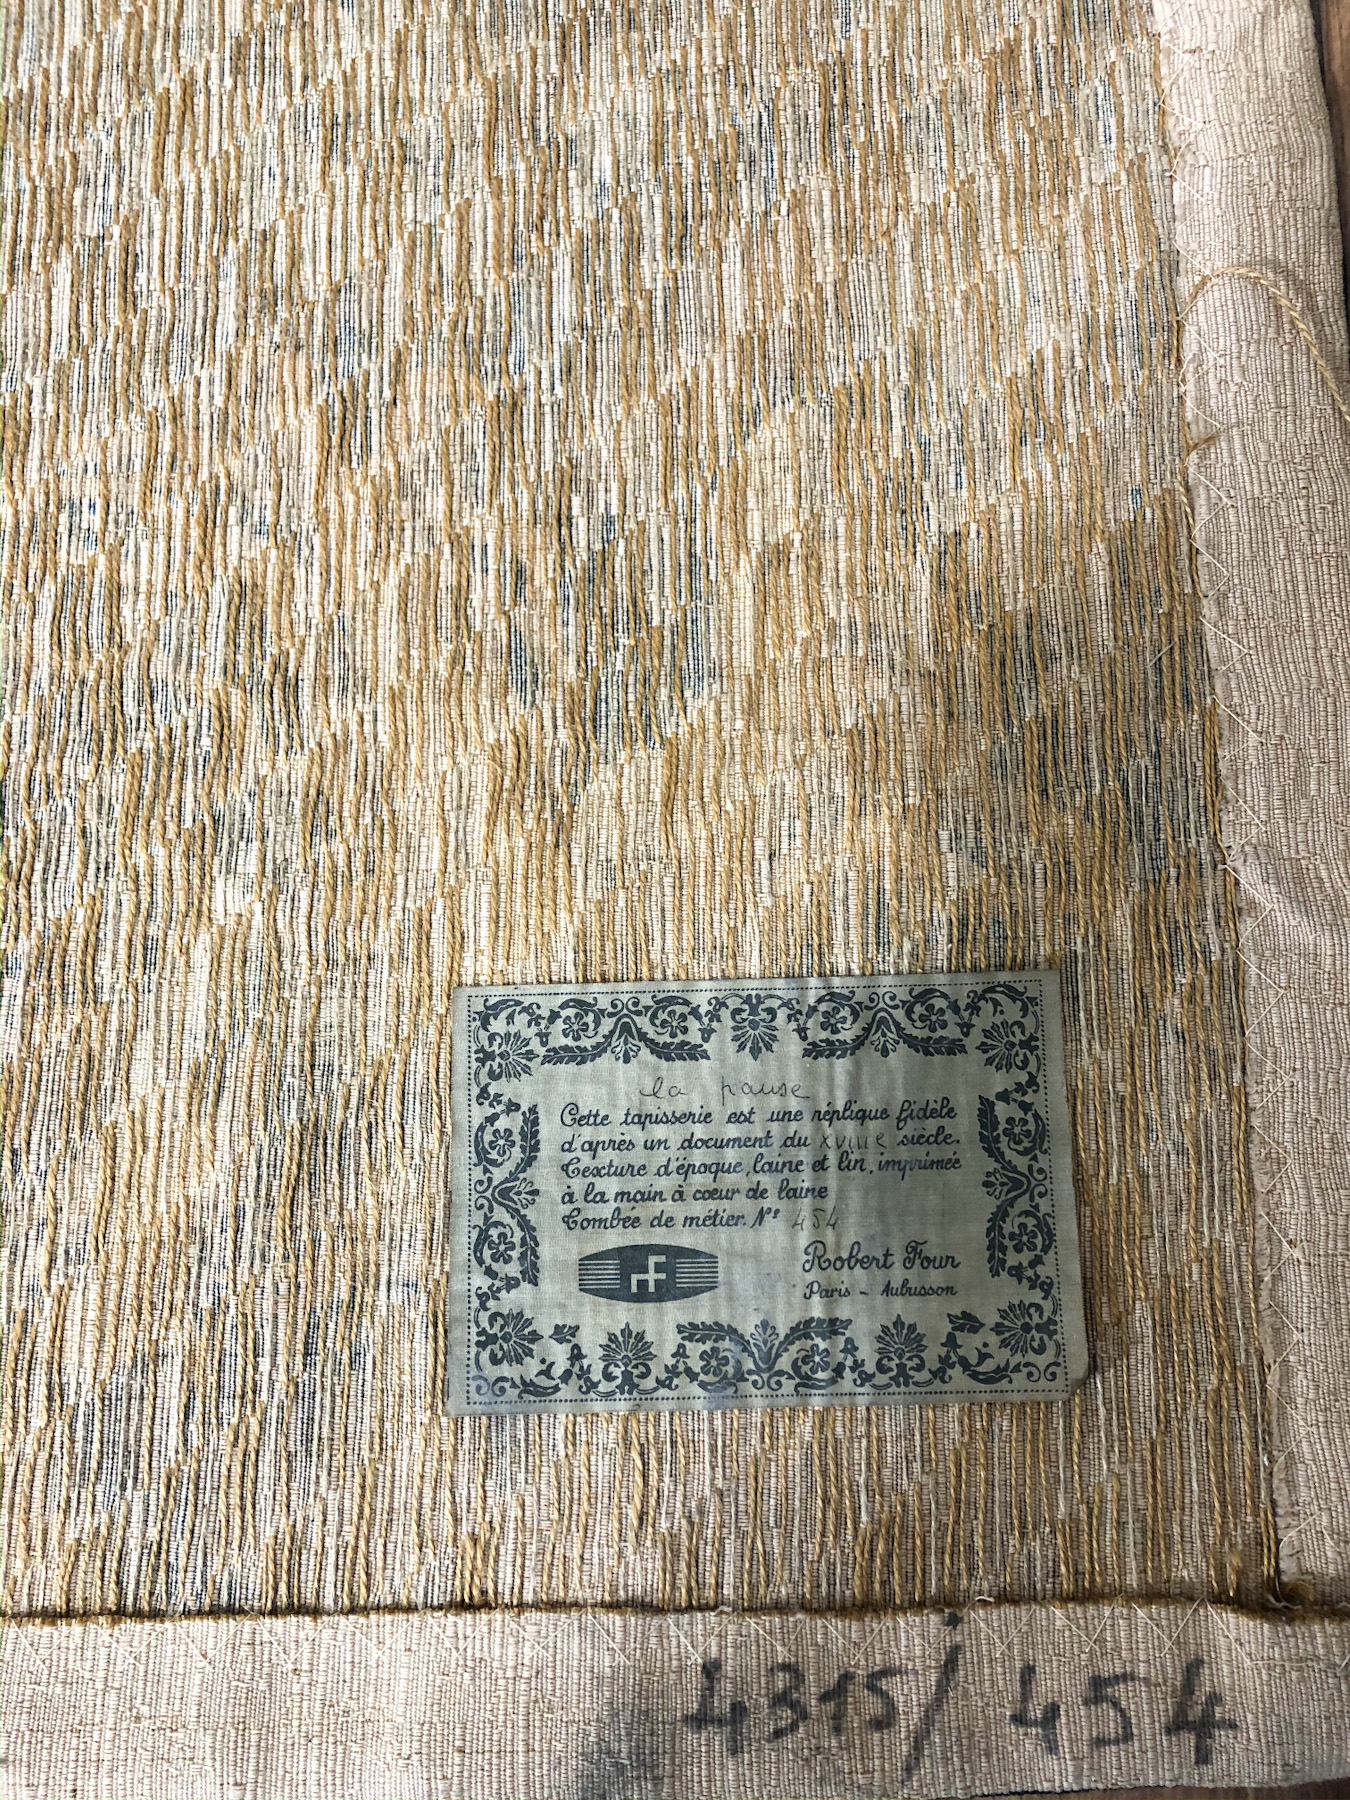 la pause
Cette tapisserie est une réplique fidèle
d'après un document du XVIIIe siècle.
Texture d'époque, laine et lin, imprimée
à la main à cœur de laine
Tombée de métier. N° 454
rF
Robert Four
Paris - Aubusson
4315/454